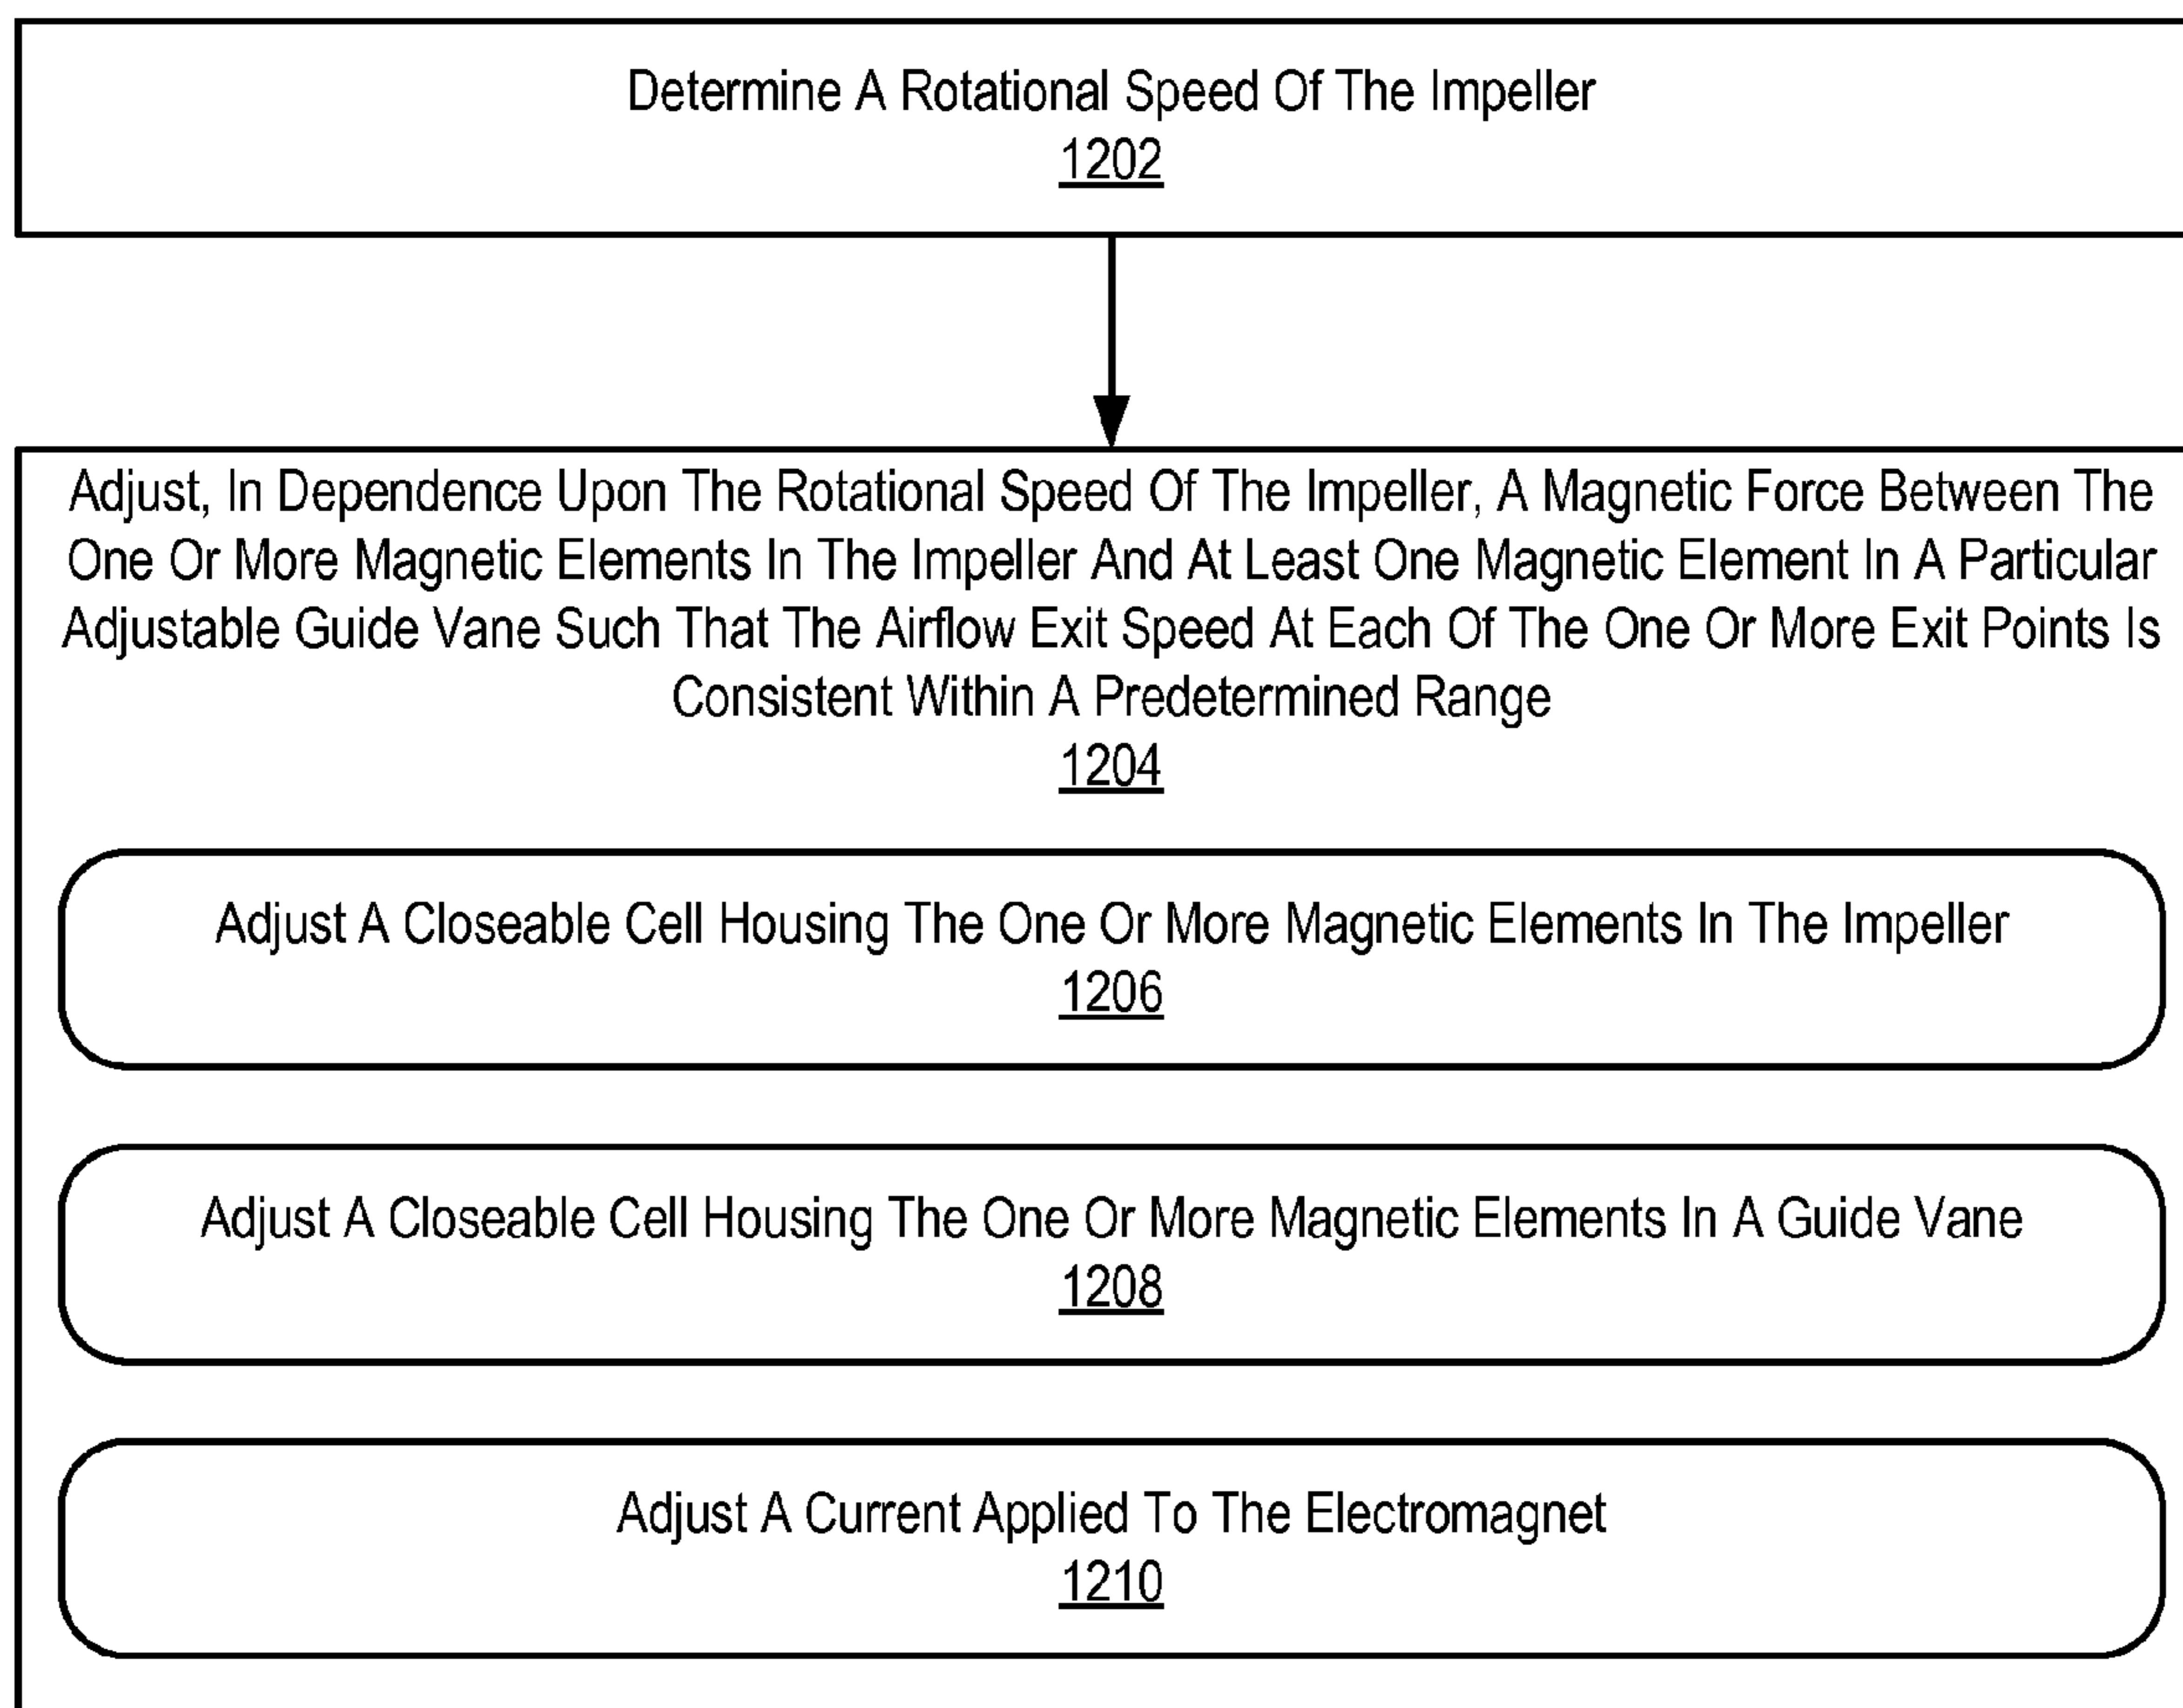 Determine A Rotational Speed Of The Impeller
1202
Adjust, In Dependence Upon The Rotational Speed Of The Impeller, A Magnetic Force Between The
One Or More Magnetic Elements In The Impeller And At Least One Magnetic Element In A Particular
Adjustable Guide Vane Such That The Airflow Exit Speed At Each Of The One Or More Exit Points Is
Consistent Within A Predetermined Range
1204
Adjust A Closeable Cell Housing The One Or More Magnetic Elements In The Impeller
1206
Adjust A Closeable Cell Housing The One Or More Magnetic Elements In A Guide Vane
1208
Adjust A Current Applied To The Electromagnet
1210